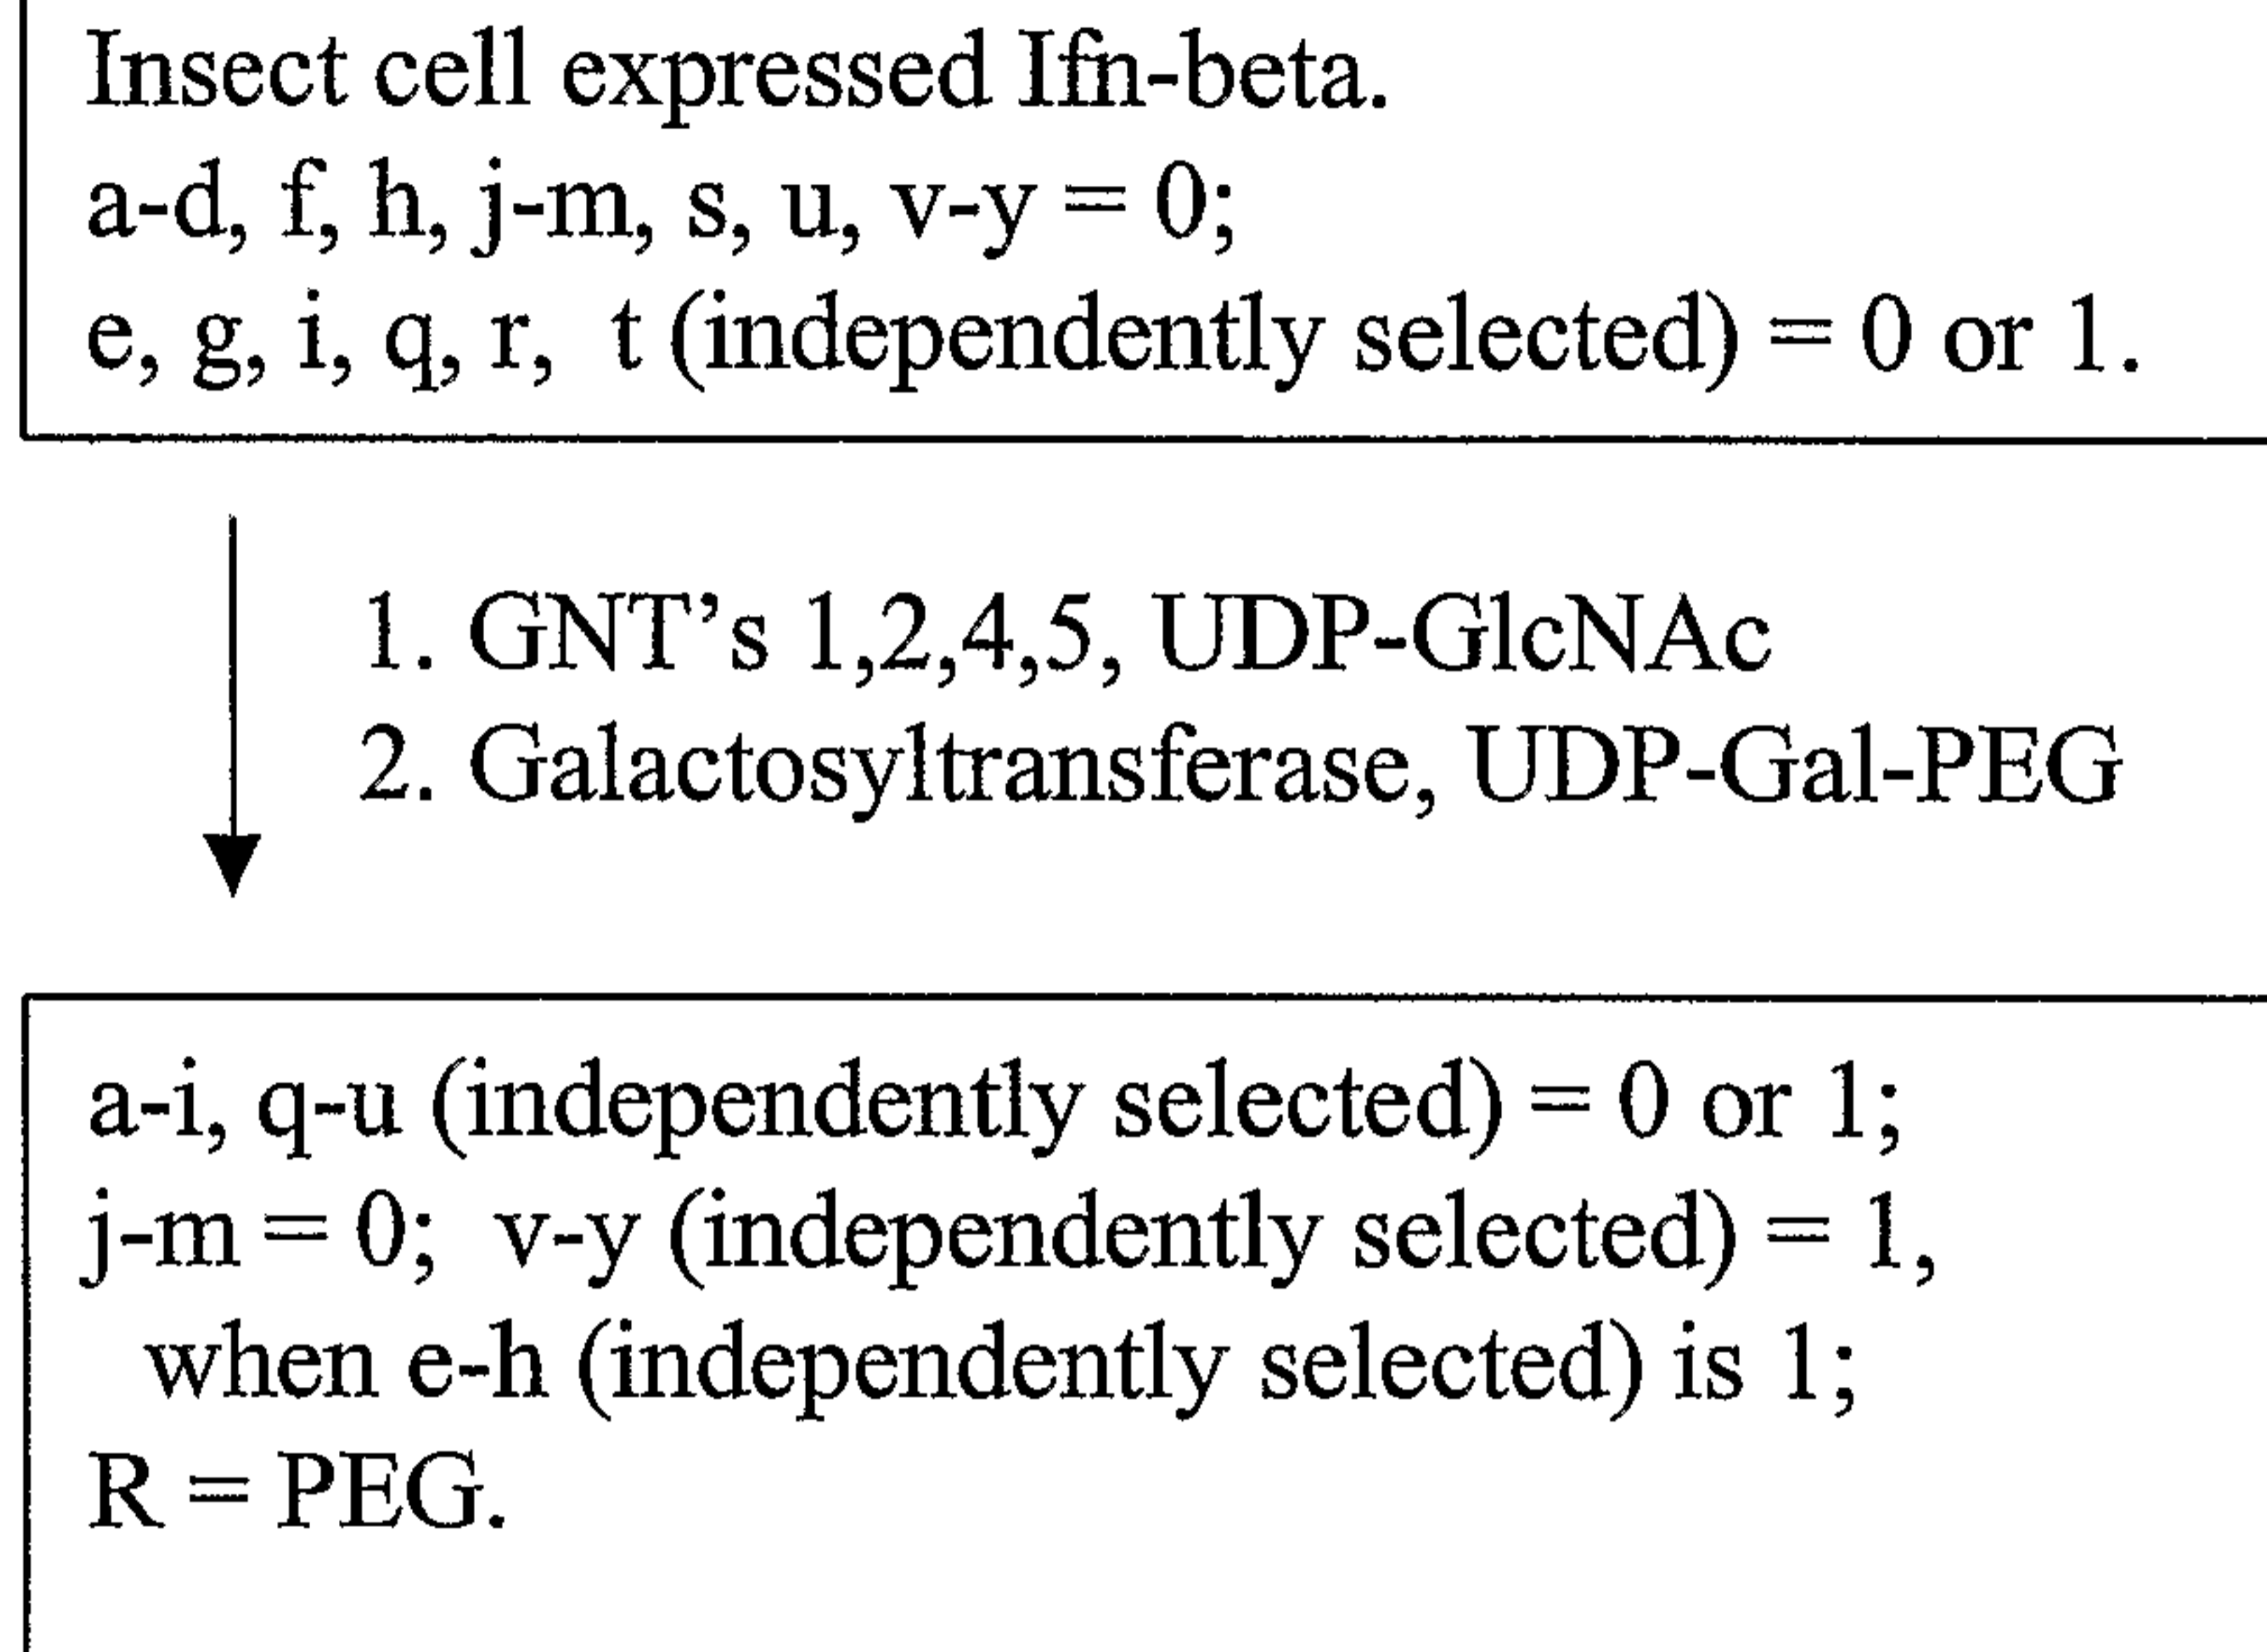 Insect cell expressed Ifn-beta.
a-d, f, h, j-m, s, u, v-y = 0;
e, g, i, q, r, t (independently selected) = 0 or 1.
1. GNT's 1,2,4,5, UDP-GlcNAc
2. Galactosyltransferase, UDP-Gal-PEG
a-i, q-u (independently selected) = 0 or 1;
j-m = 0; v-y (independently selected) = 1,
when e-h (independently selected) is 1;
R = PEG.